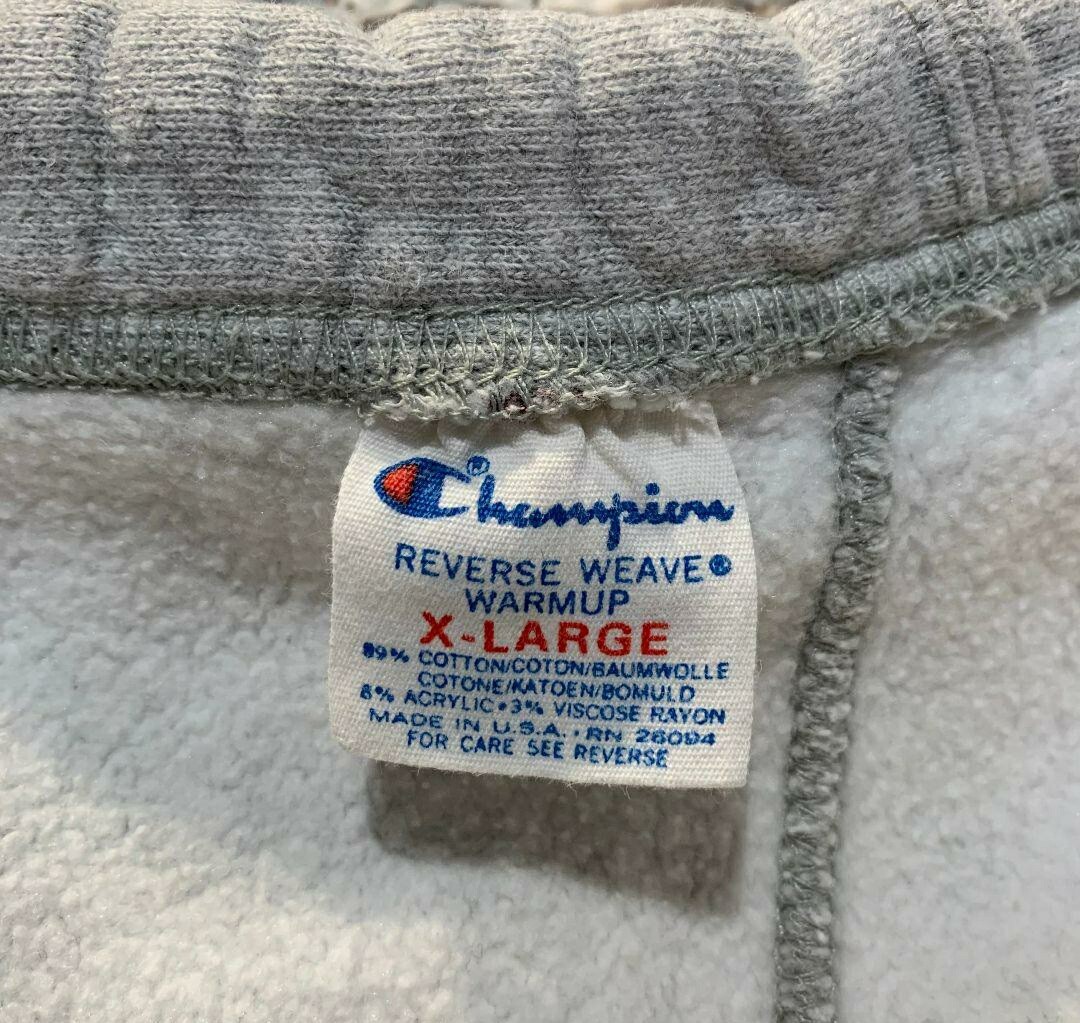 Champion®
REVERSE WEAVE®
WARMUP
X-LARGE
89% COTTON/COTON/BAUMWOLLE
COTONE/KATOEN/BOMULD
8% ACRYLIC•3% VISCOSE RAYON
MADE IN U.S.A. • RN 26094
FOR CARE SEE REVERSE